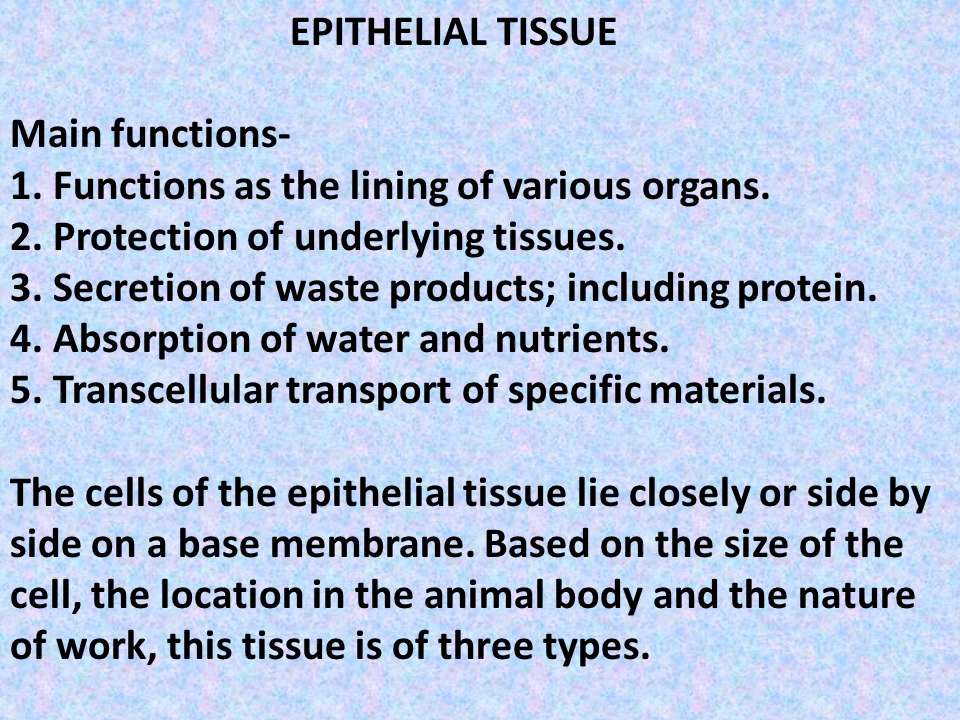 EPITHELIAL TISSUE
Main functions-
1. Functions as the lining of various organs.
2. Protection of underlying tissues.
3. Secretion of waste products; including protein.
4. Absorption of water and nutrients.
5. Transcellular transport of specific materials.
The cells of the epithelial tissue lie closely or side by
side on a base membrane. Based on the size of the
cell, the location in the animal body and the nature
of work, this tissue is of three types.